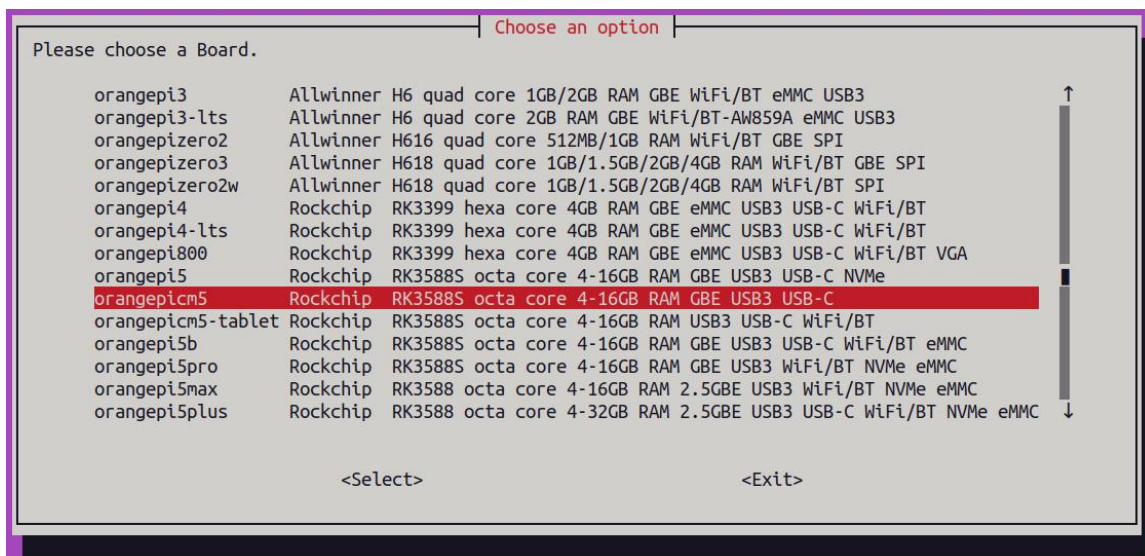 Choose an option
Please choose a Board.
orangepi3 Allwinner H6 quad core 1GB/2GB RAM GBE WiFi/BT eMMC USB3
orangepi3-lts Allwinner H6 quad core 2GB RAM GBE WiFi/BT-AW859A eMMC USB3
orangepizero2 Allwinner H616 quad core 512MB/1GB RAM WiFi/BT GBE SPI
orangepizero3 Allwinner H618 quad core 1GB/1.5GB/2GB/4GB RAM WiFi/BT GBE SPI
orangepizero2w Allwinner H618 quad core 1GB/1.5GB/2GB/4GB RAM WiFi/BT SPI
orangepi4 Rockchip RK3399 hexa core 4GB RAM GBE eMMC USB3 USB-C WiFi/BT
orangepi4-lts Rockchip RK3399 hexa core 4GB RAM GBE eMMC USB3 USB-C WiFi/BT
orangepi800 Rockchip RK3399 hexa core 4GB RAM GBE eMMC USB3 USB-C WiFi/BT VGA
orangepi5 Rockchip RK3588S octa core 4-16GB RAM GBE USB3 USB-C NVMe
orangepicm5 Rockchip RK3588S octa core 4-16GB RAM GBE USB3 USB-C
orangepicm5-tablet Rockchip RK3588S octa core 4-16GB RAM USB3 USB-C WiFi/BT
orangepi5b Rockchip RK3588S octa core 4-16GB RAM GBE USB3 USB-C WiFi/BT eMMC
orangepi5pro Rockchip RK3588S octa core 4-16GB RAM GBE USB3 WiFi/BT NVMe eMMC
orangepi5max Rockchip RK3588 octa core 4-16GB RAM 2.5GBE USB3 WiFi/BT NVMe eMMC
orangepi5plus Rockchip RK3588 octa core 4-32GB RAM 2.5GBE USB3 USB-C WiFi/BT NVMe eMMC
<Select> <Exit>